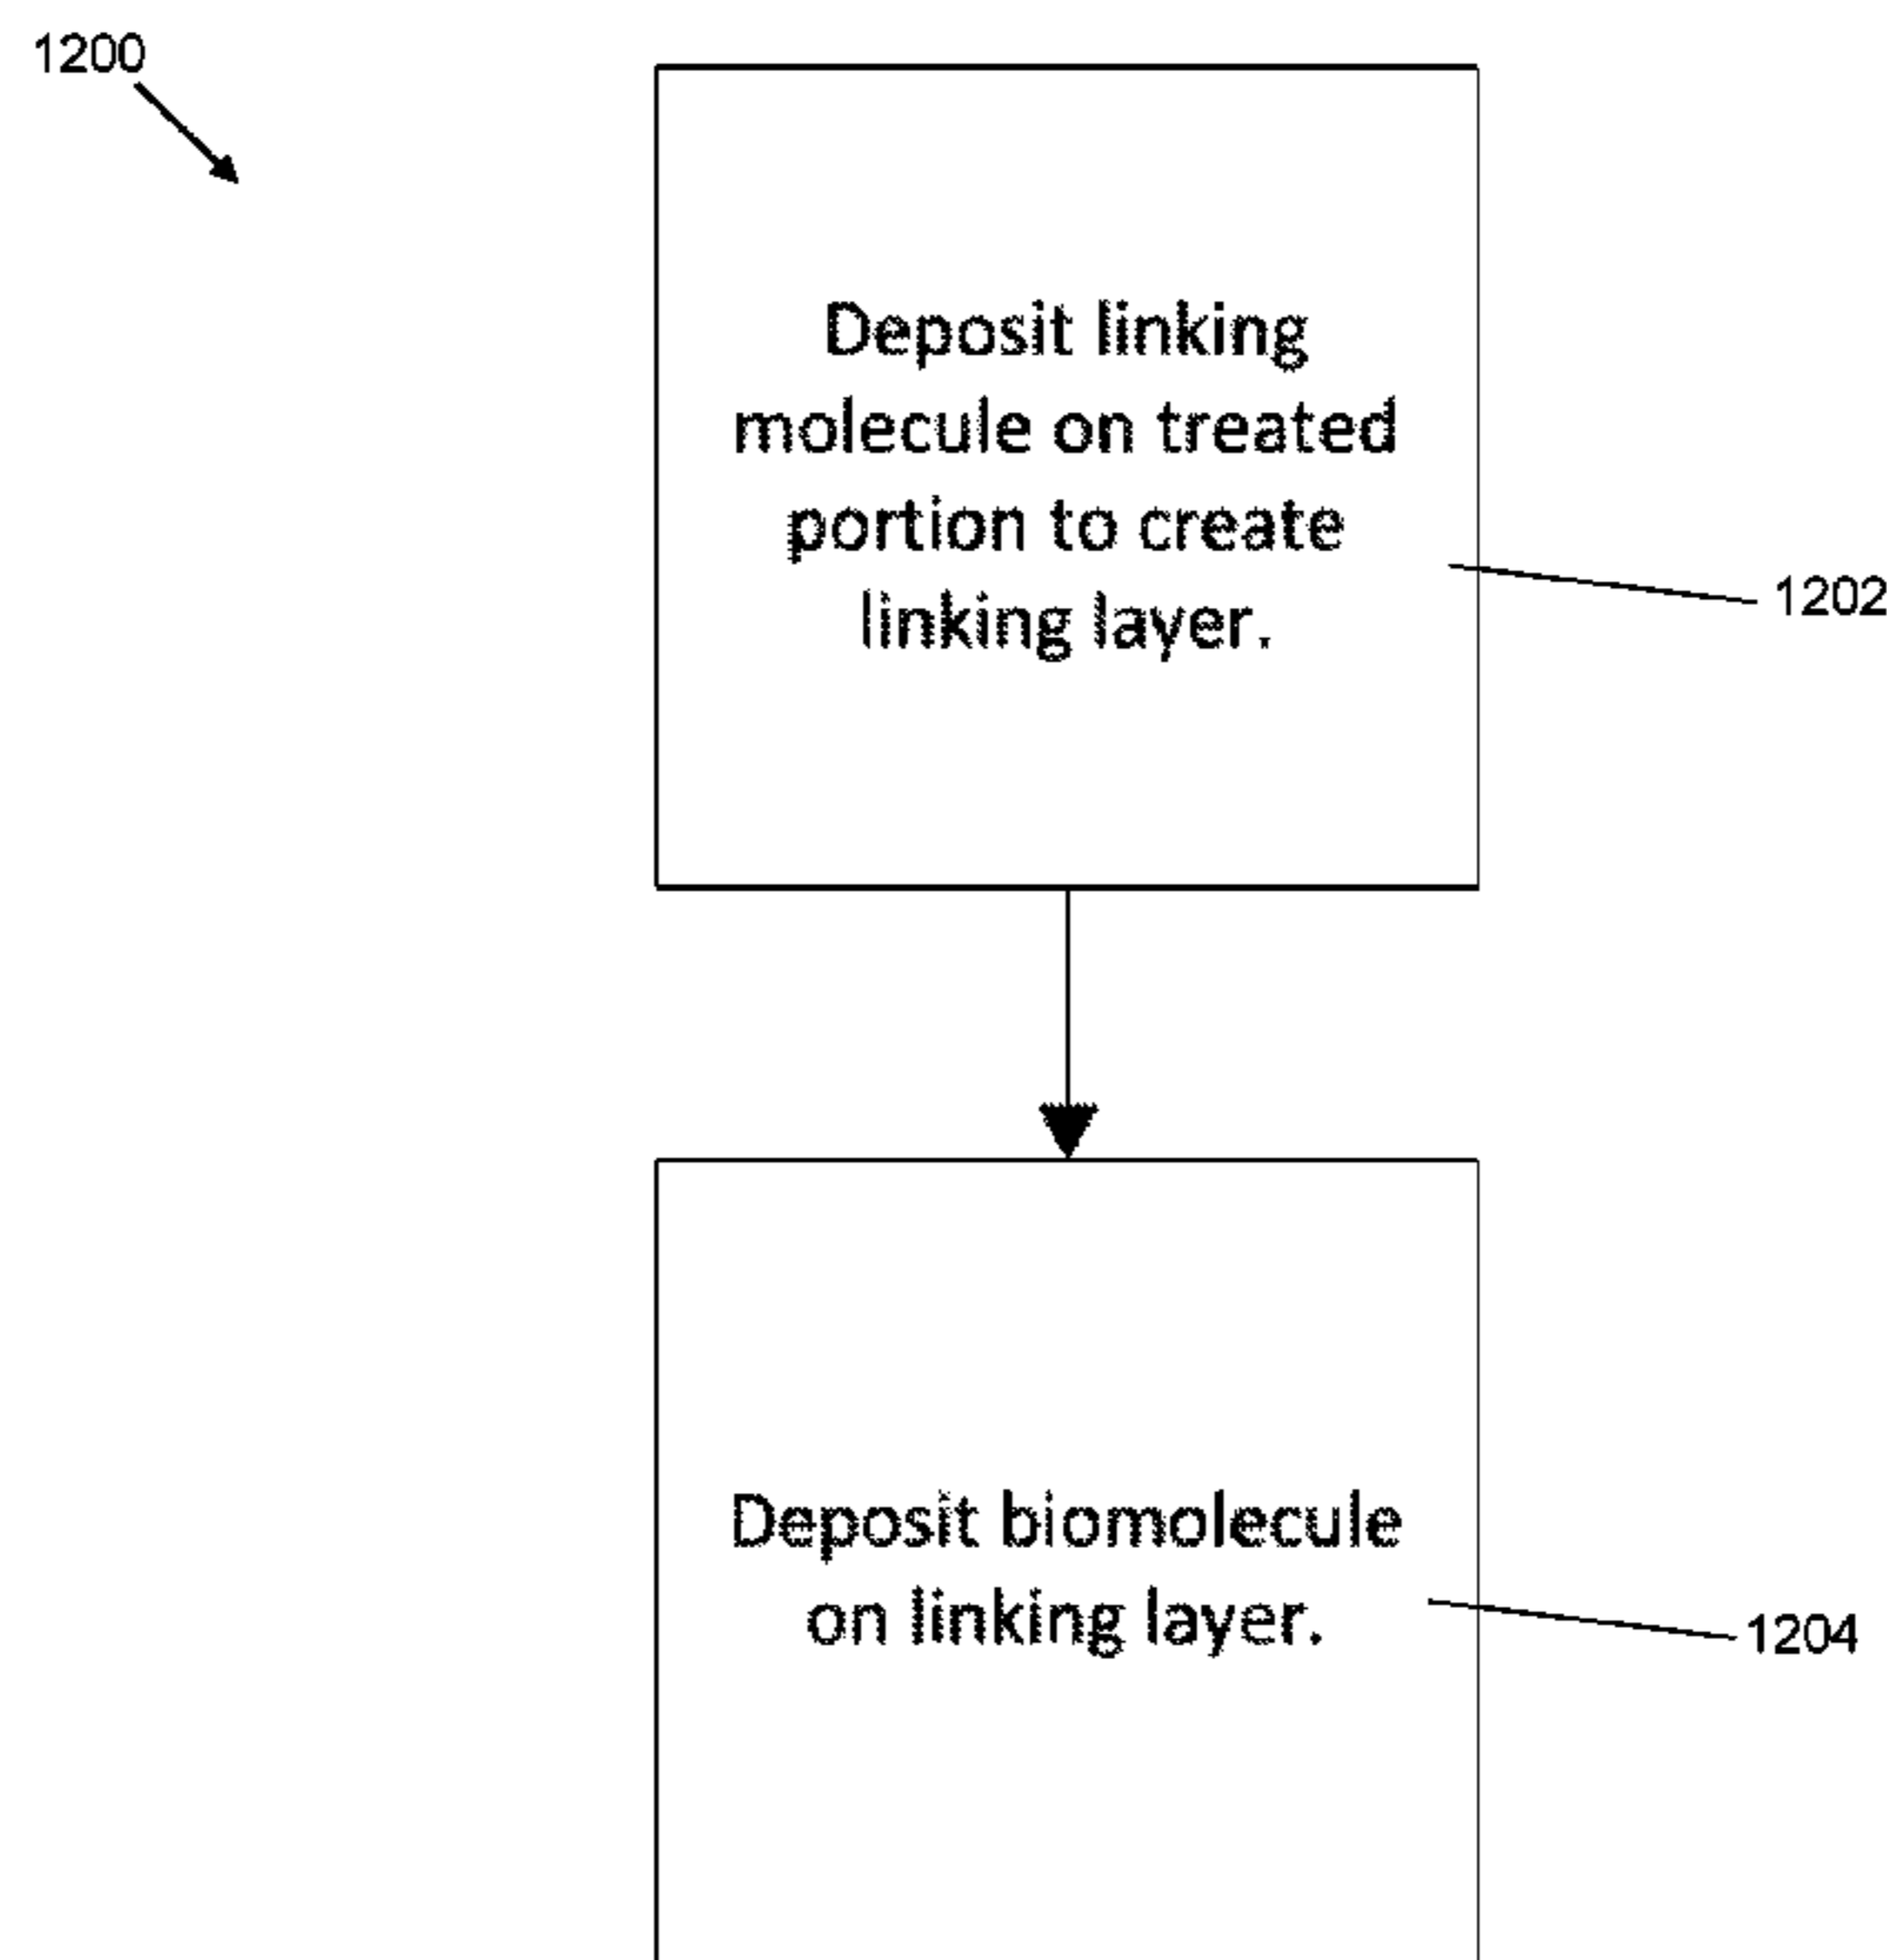 1200
Deposit linking
molecule on treated
portion to create
linking layer.
1202
Deposit biomolecule
on linking layer.
1204